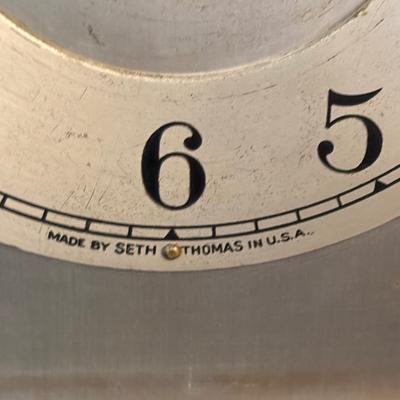 6 5
MADE BY SETH THOMAS IN U.S.A.